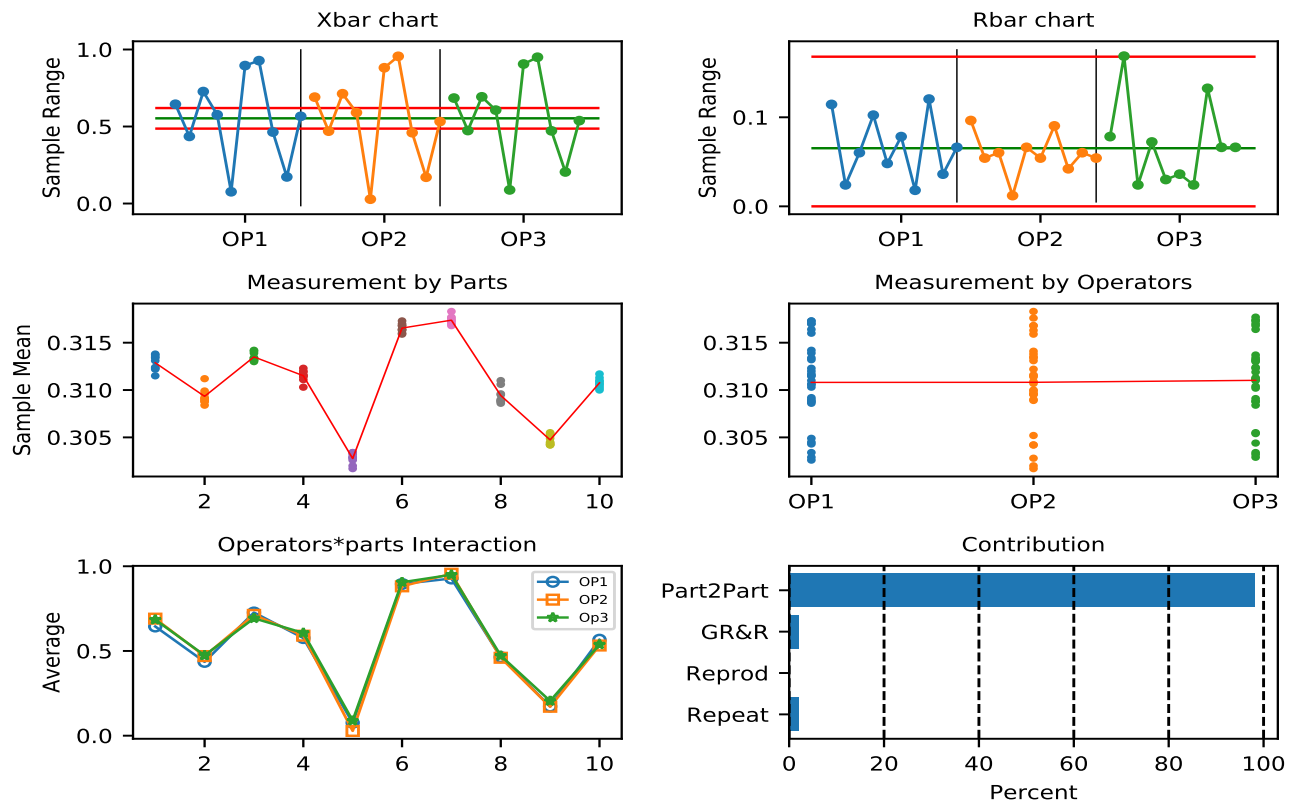 Xbar chart
Sample Range
1.0
0.5
0.0
OP1 OP2 OP3
Rbar chart
Sample Range
0.1
0.0
OP1 OP2 OP3
Measurement by Parts
Sample Mean
0.315
0.310
0.305
2 4 6 8 10
Measurement by Operators
0.315
0.310
0.305
OP1 OP2 OP3
Operators*parts Interaction
Average
1.0
0.5
0.0
OP1
OP2
Op3
2 4 6 8 10
Contribution
Part2Part
GR&R
Reprod
Repeat
0 20 40 60 80 100
Percent